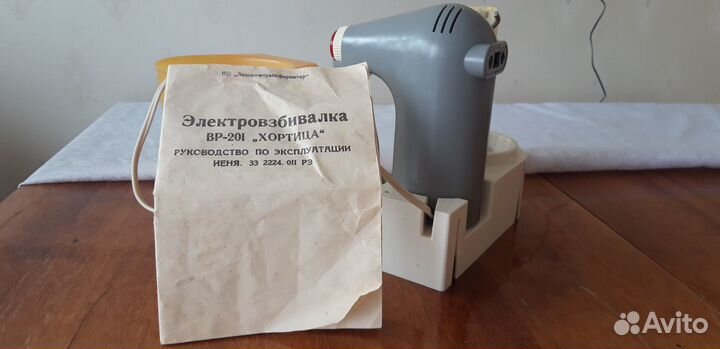 ПО „Запорожтрансформатор"
Электровзбивалка
ВР-201 „ХОРТИЦА"
РУКОВОДСТВО ПО ЭКСПЛУАТАЦИИ
ИЕНЯ. 33 2224. 011 РЭ
Avito